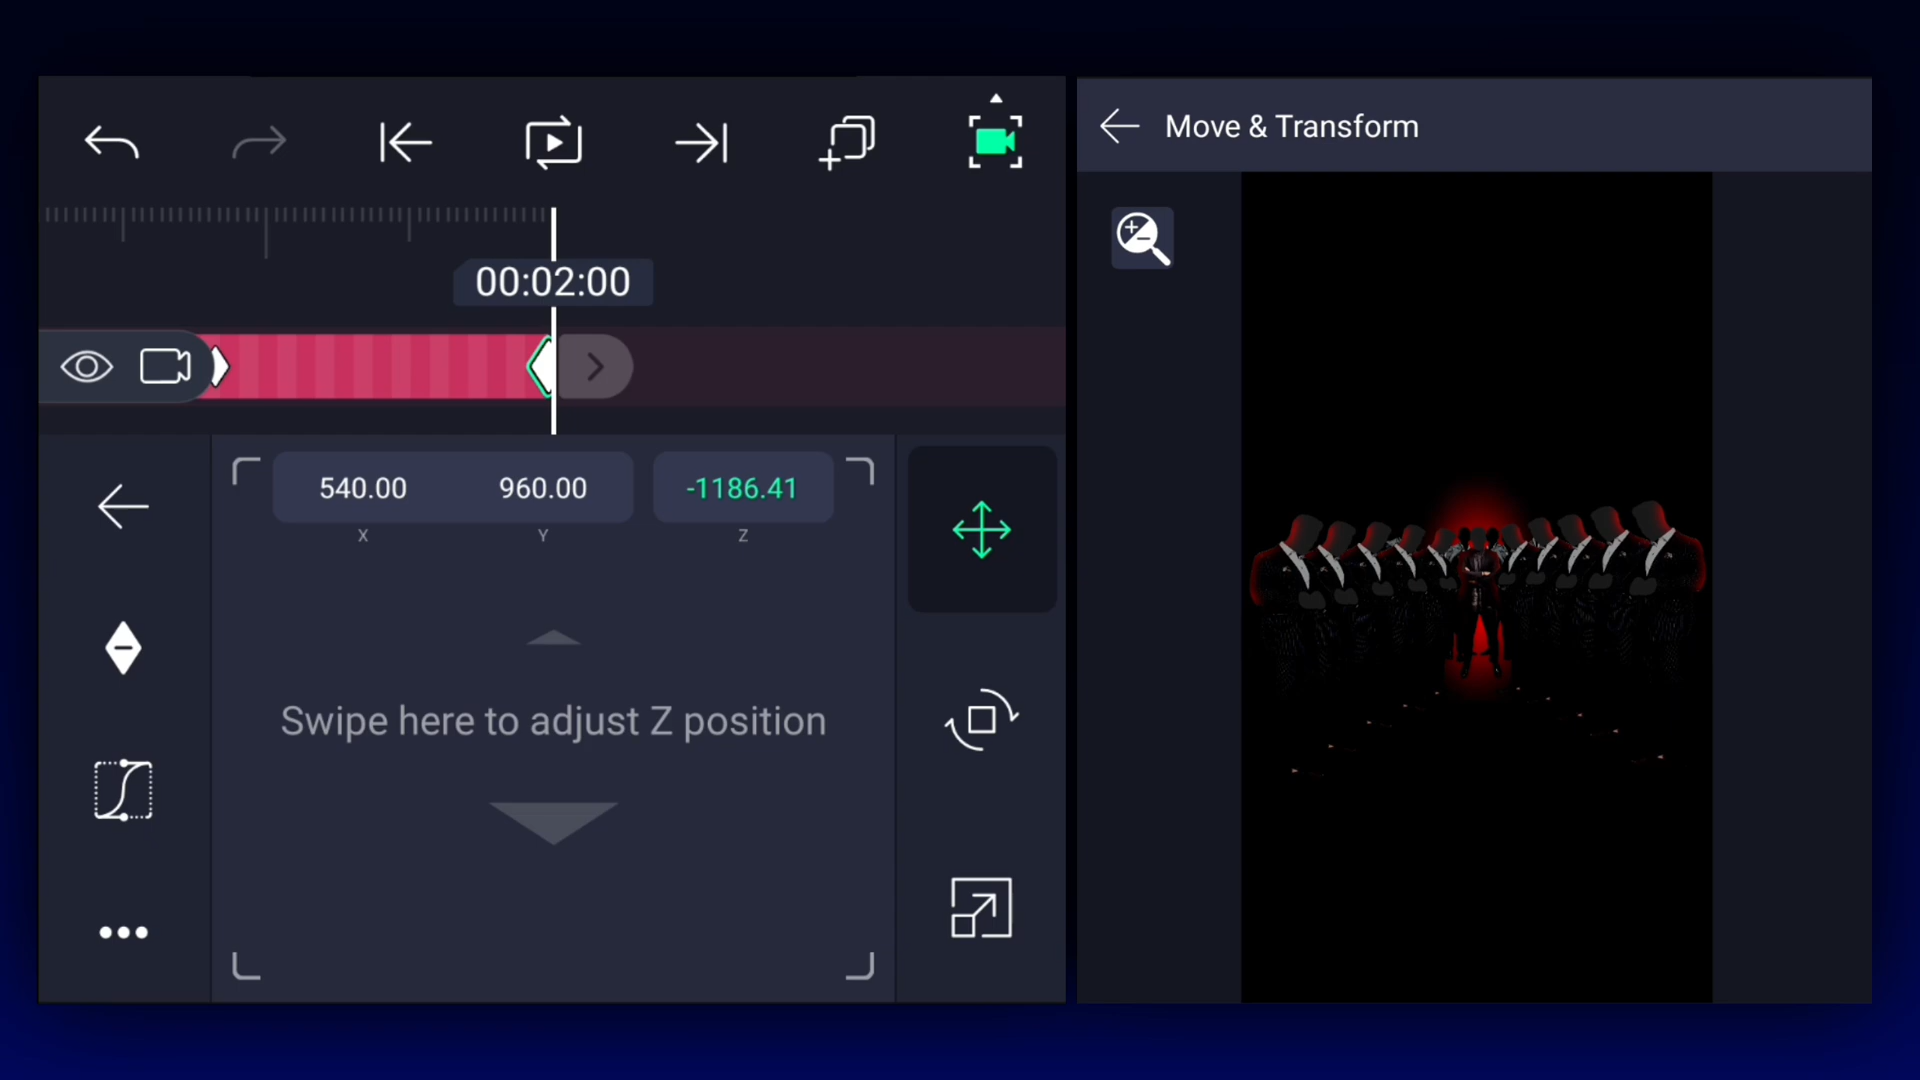 Move & Transform
00:02:00
540.00 960.00 -1186.41
X Y Z
Swipe here to adjust Z position